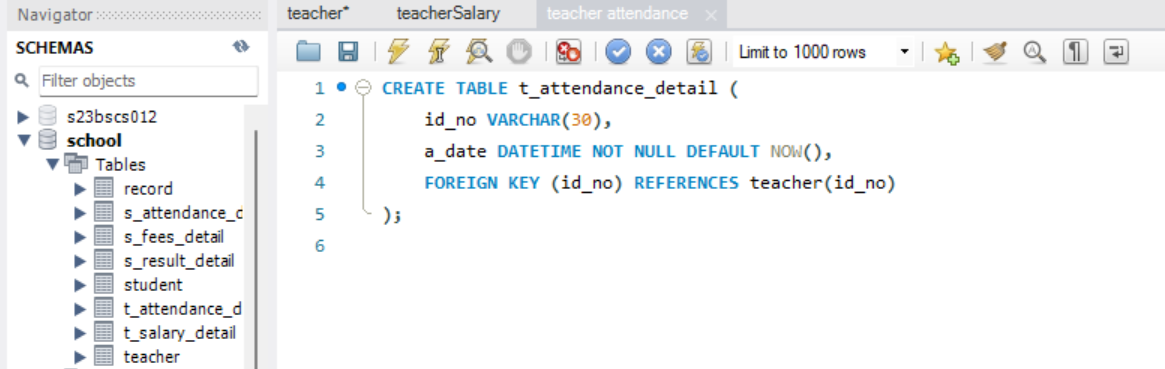 Navigator
SCHEMAS
Filter objects
s23bscs012
school
Tables
record
s_attendance_d
s_fees_detail
s_result_detail
student
t_attendance_d
t_salary_detail
teacher
teacher* teacherSalary teacher attendance ×
Limit to 1000 rows
1 CREATE TABLE t_attendance_detail (
2 id_no VARCHAR(30),
3 a_date DATETIME NOT NULL DEFAULT NOW(),
4 FOREIGN KEY (id_no) REFERENCES teacher(id_no)
5 );
6